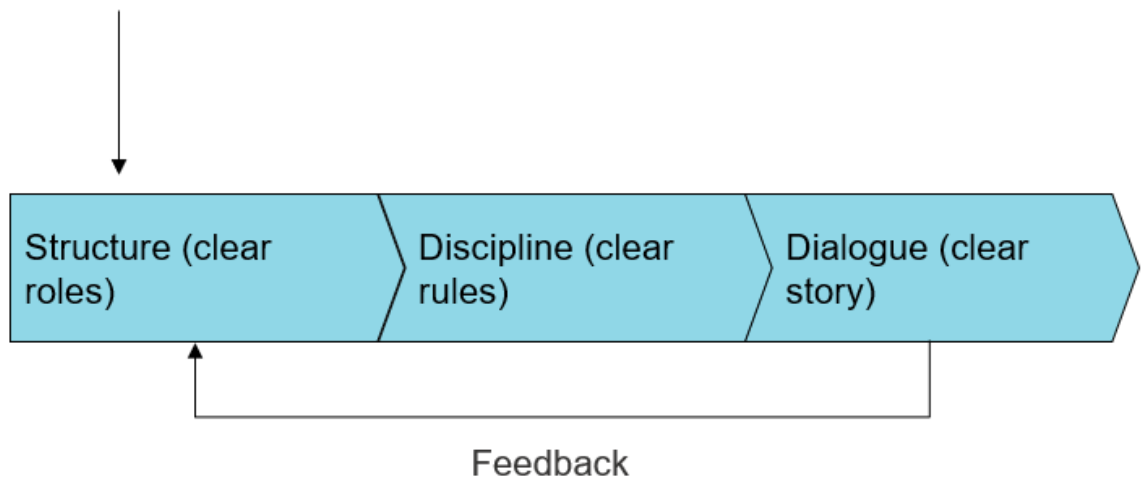 Structure (clear
roles)
Discipline (clear
rules)
Dialogue (clear
story)
Feedback